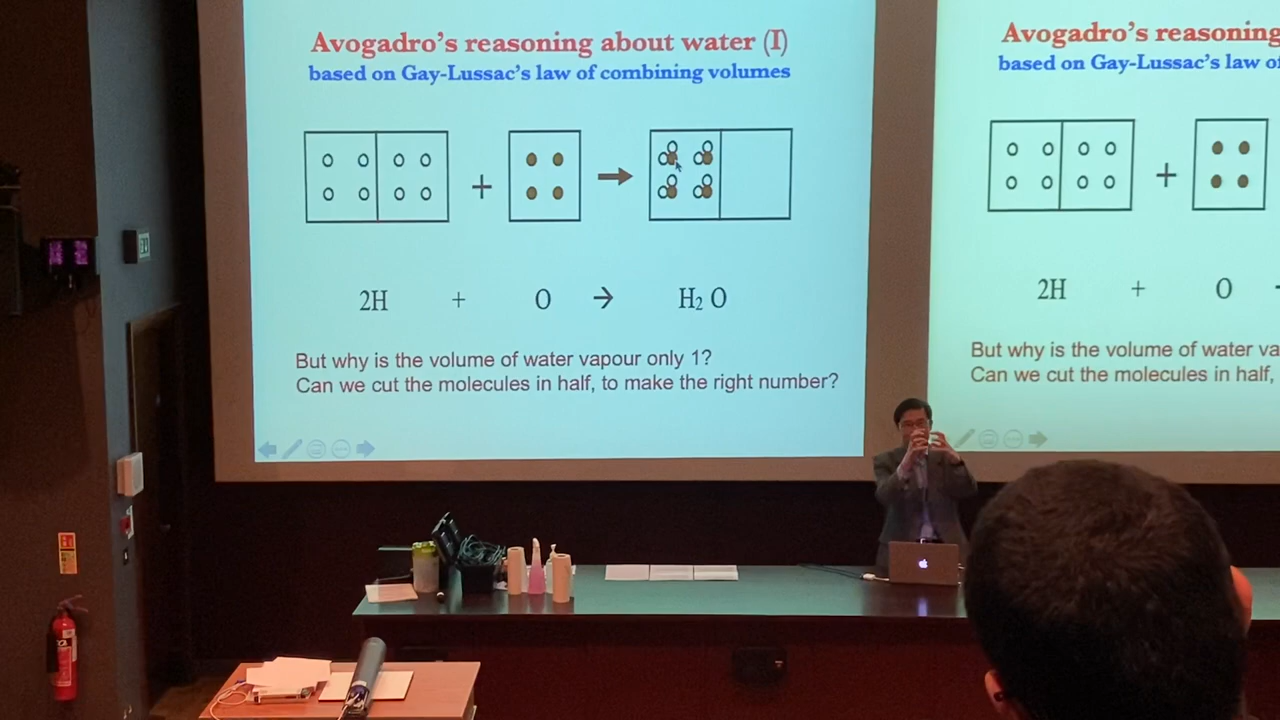 Avogadro's reasoning about water (I)
based on Gay-Lussac's law of combining volumes
+
2H + O → H₂ O
But why is the volume of water vapour only 1?
Can we cut the molecules in half, to make the right number?
Avogadro's reasoning
based on Gay-Lussac's law of
+
2H + O
But why is the volume of water va
Can we cut the molecules in half,